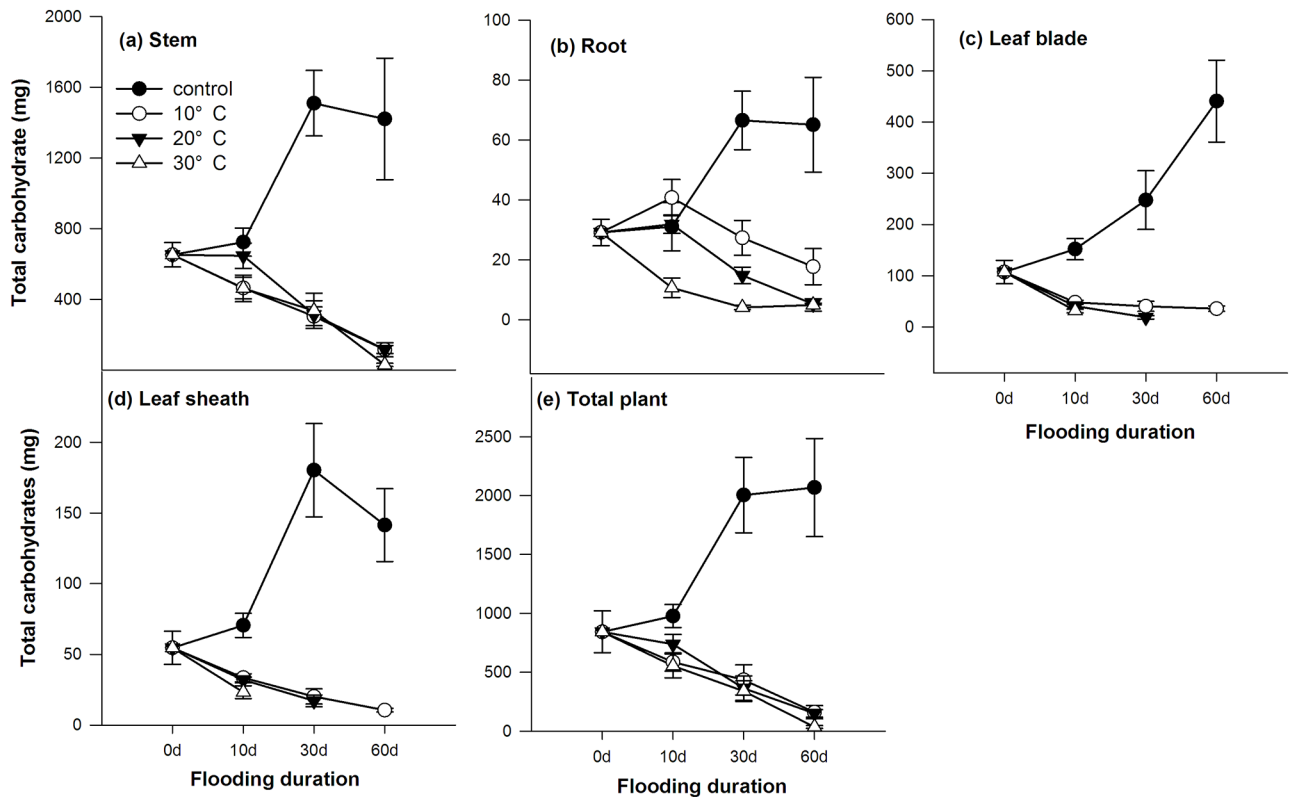 (a) Stem
control
10° C
20° C
30° C
Total carbohydrate (mg)
2000
1600
1200
800
400
(b) Root
100
80
60
40
20
0
(c) Leaf blade
600
500
400
300
200
100
0
0d 10d 30d 60d
Flooding duration
(d) Leaf sheath
Total carbohydrates (mg)
200
150
100
50
0
0d 10d 30d 60d
Flooding duration
(e) Total plant
2500
2000
1500
1000
500
0
0d 10d 30d 60d
Flooding duration